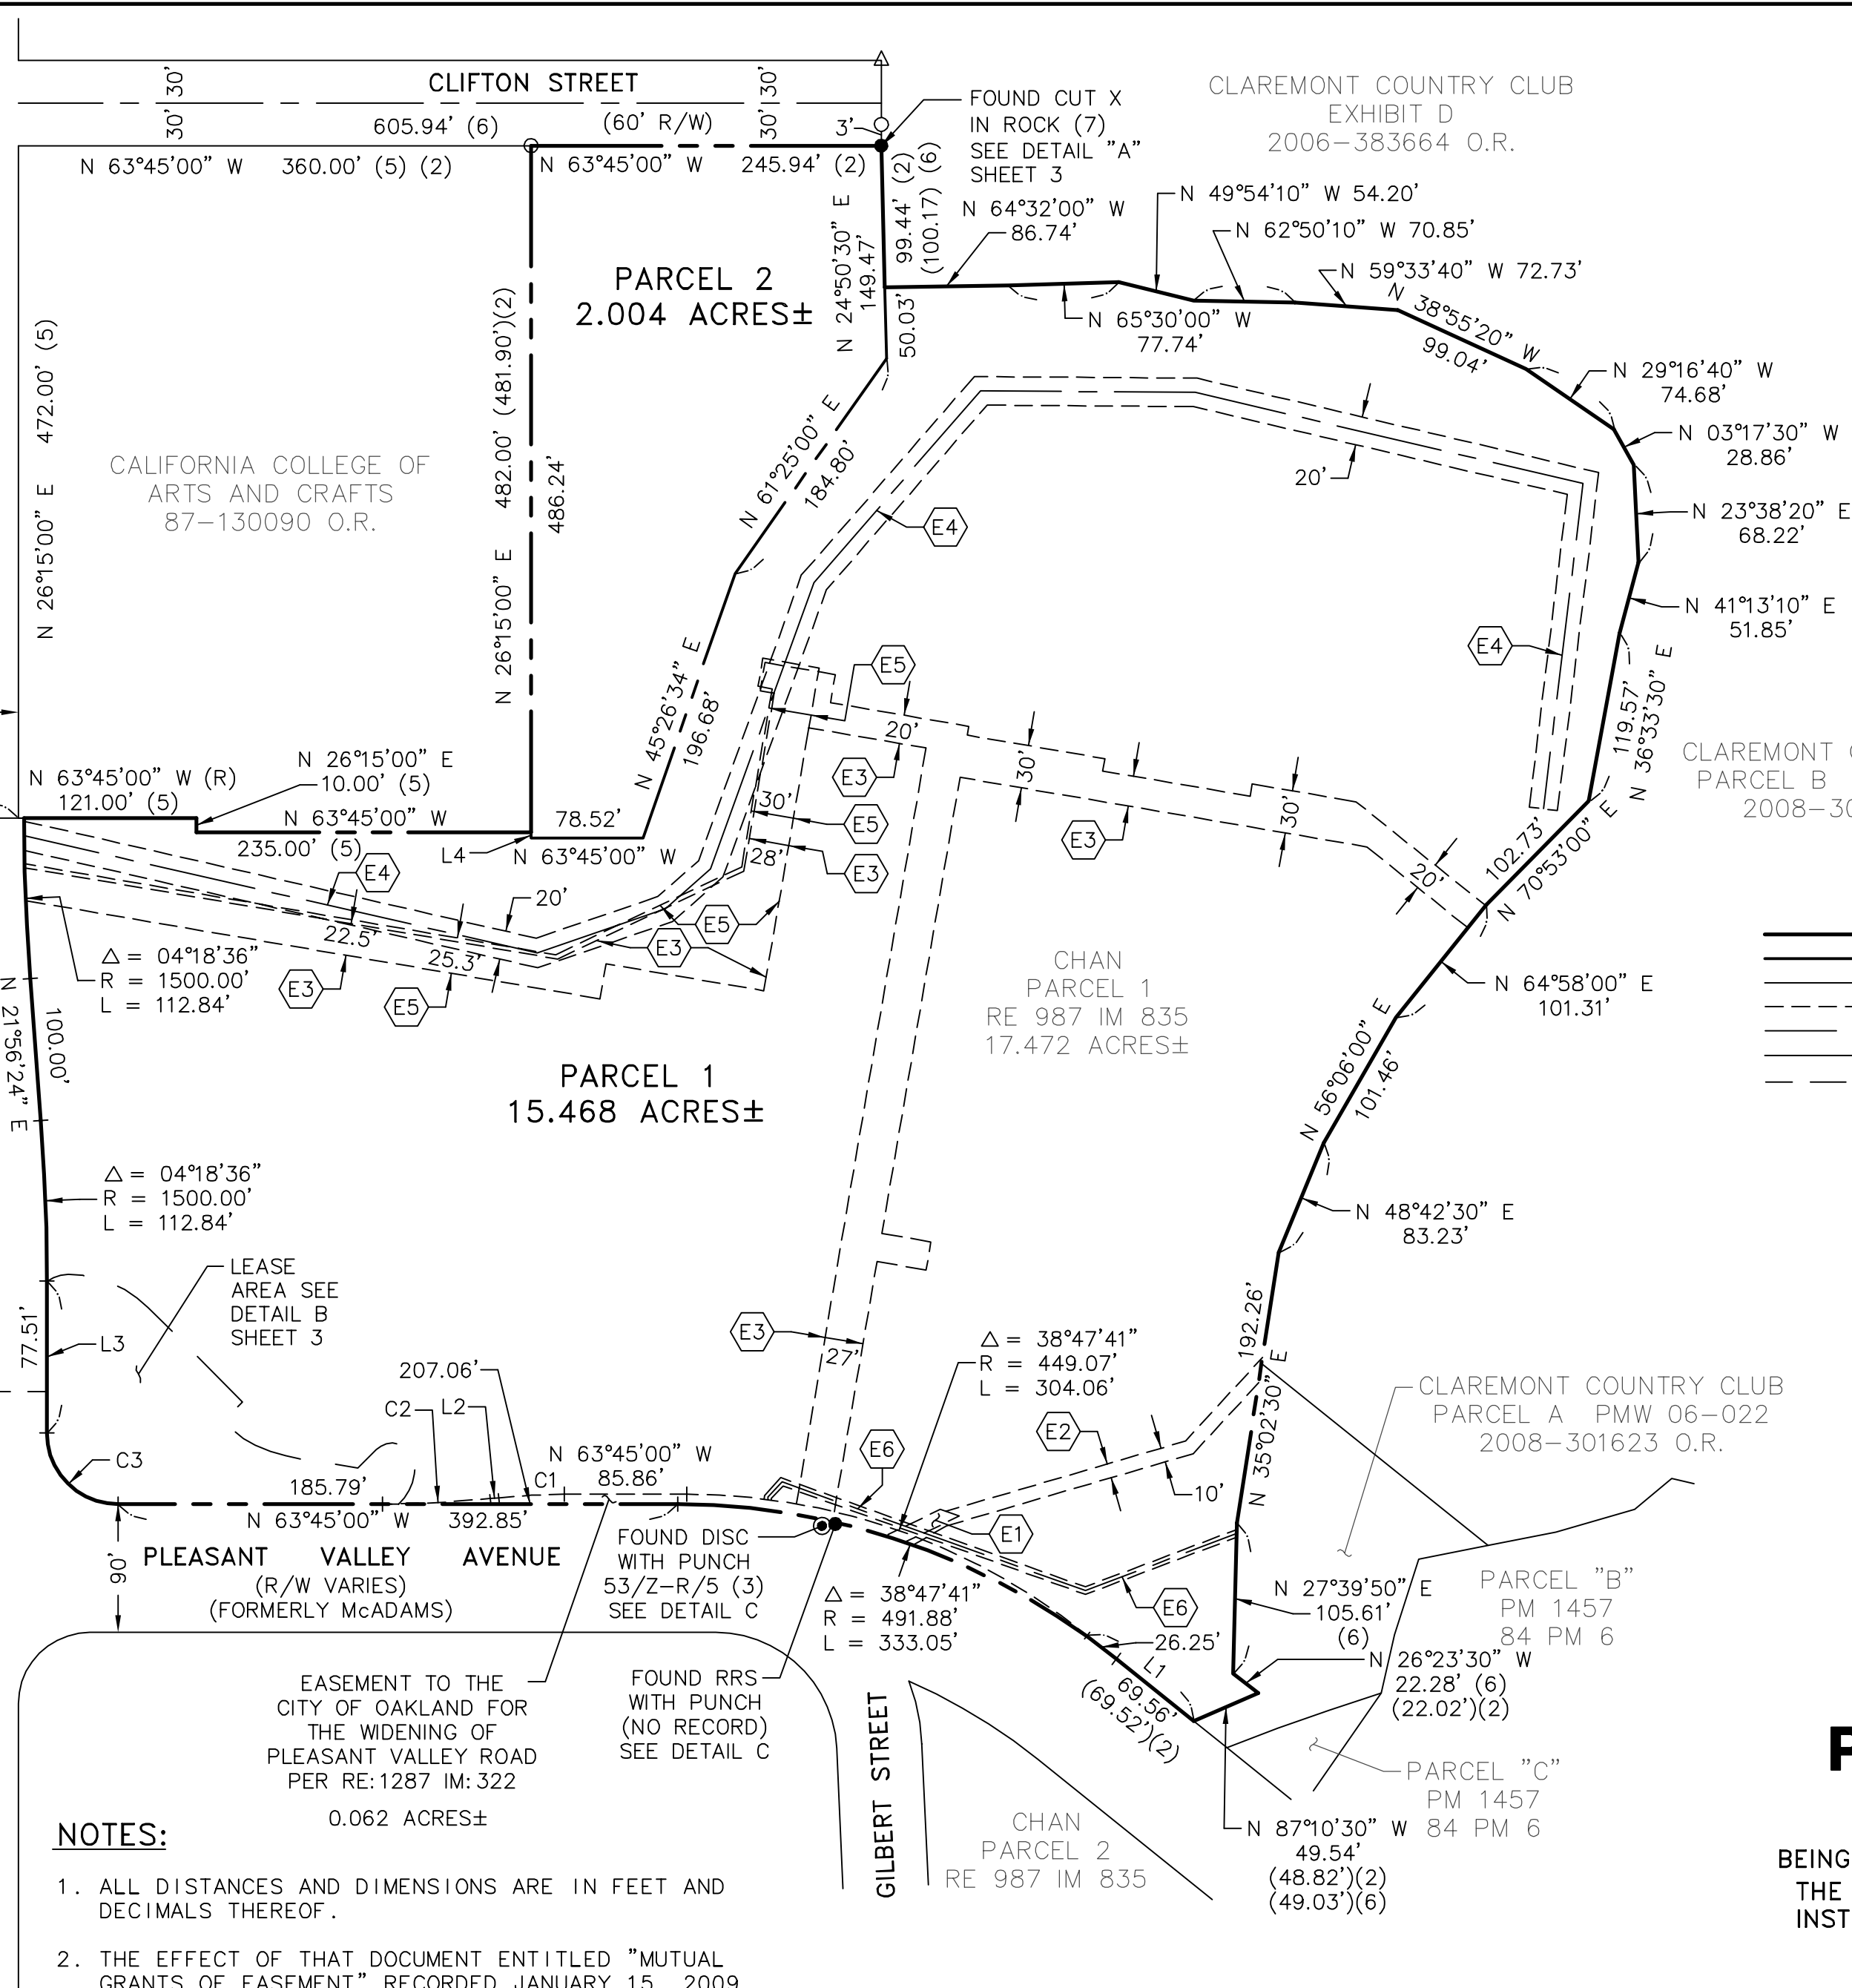 CLIFTON STREET
30' 30'
30' 30'
605.94' (6)
(60' R/W)
3'
N 63°45'00" W 360.00' (5) (2)
N 63°45'00" W 245.94' (2)
FOUND CUT X
IN ROCK (7)
SEE DETAIL "A"
SHEET 3
CLAREMONT COUNTRY CLUB
EXHIBIT D
2006-383664 O.R.
99.44' (2)
(100.17) (6)
N 24°50'30" E
149.47'
50.03'
N 64°32'00" W
86.74'
N 49°54'10" W 54.20'
N 62°50'10" W 70.85'
N 59°33'40" W 72.73'
N 65°30'00" W
77.74'
N 38°55'20" W
99.04'
N 29°16'40" W
74.68'
N 03°17'30" W
28.86'
N 23°38'20" E
68.22'
N 41°13'10" E
51.85'
119.57'
N 36°33'30" E
PARCEL 2
2.004 ACRES±
N 26°15'00" E 472.00' (5)
CALIFORNIA COLLEGE OF
ARTS AND CRAFTS
87-130090 O.R.
N 26°15'00" E 482.00' (481.90')(2)
486.24'
N 61°25'00" E
184.80'
N 45°26'34" E
196.68'
E4
20'
E4
E5
20'
E3
30'
30'
E3
20'
CLAREMONT C
PARCEL B
2008-30
102.73'
N 70°53'00" E
N 63°45'00" W (R)
121.00' (5)
N 26°15'00" E
10.00' (5)
N 63°45'00" W
235.00' (5)
L4
78.52'
N 63°45'00" W
30'
E5
28'
E3
E4
20'
22.5'
25.3'
E5
E3
E3
E5
Δ = 04°18'36"
R = 1500.00'
L = 112.84'
N 21°56'24" E
100.00'
CHAN
PARCEL 1
RE 987 IM 835
17.472 ACRES±
N 64°58'00" E
101.31'
N 56°06'00" E
101.46'
PARCEL 1
15.468 ACRES±
Δ = 04°18'36"
R = 1500.00'
L = 112.84'
N 48°42'30" E
83.23'
LEASE
AREA SEE
DETAIL B
SHEET 3
77.51'
L3
C3
207.06'
C2
L2
C1
E3
27'
Δ = 38°47'41"
R = 449.07'
L = 304.06'
192.26'
N 35°02'30" E
E2
10'
CLAREMONT COUNTRY CLUB
PARCEL A PMW 06-022
2008-301623 O.R.
E6
E1
N 63°45'00" W
85.86'
185.79'
N 63°45'00" W
392.85'
90'
PLEASANT VALLEY AVENUE
(R/W VARIES)
(FORMERLY McADAMS)
FOUND DISC
WITH PUNCH
53/Z-R/5 (3)
SEE DETAIL C
Δ = 38°47'41"
R = 491.88'
L = 333.05'
E6
N 27°39'50" E
105.61'
(6)
PARCEL "B"
PM 1457
84 PM 6
26.25'
L1
69.56'
(69.52')(2)
N 26°23'30" W
22.28' (6)
(22.02')(2)
EASEMENT TO THE
CITY OF OAKLAND FOR
THE WIDENING OF
PLEASANT VALLEY ROAD
PER RE:1287 IM:322
0.062 ACRES±
FOUND RRS
WITH PUNCH
(NO RECORD)
SEE DETAIL C
GILBERT STREET
CHAN
PARCEL 2
RE 987 IM 835
PARCEL "C"
PM 1457
84 PM 6
N 87°10'30" W
49.54'
(48.82')(2)
(49.03')(6)
P
BEING
THE
INST
NOTES:
1. ALL DISTANCES AND DIMENSIONS ARE IN FEET AND
DECIMALS THEREOF.
2. THE EFFECT OF THAT DOCUMENT ENTITLED "MUTUAL
GRANTS OF EASEMENT" RECORDED JANUARY 15, 2009